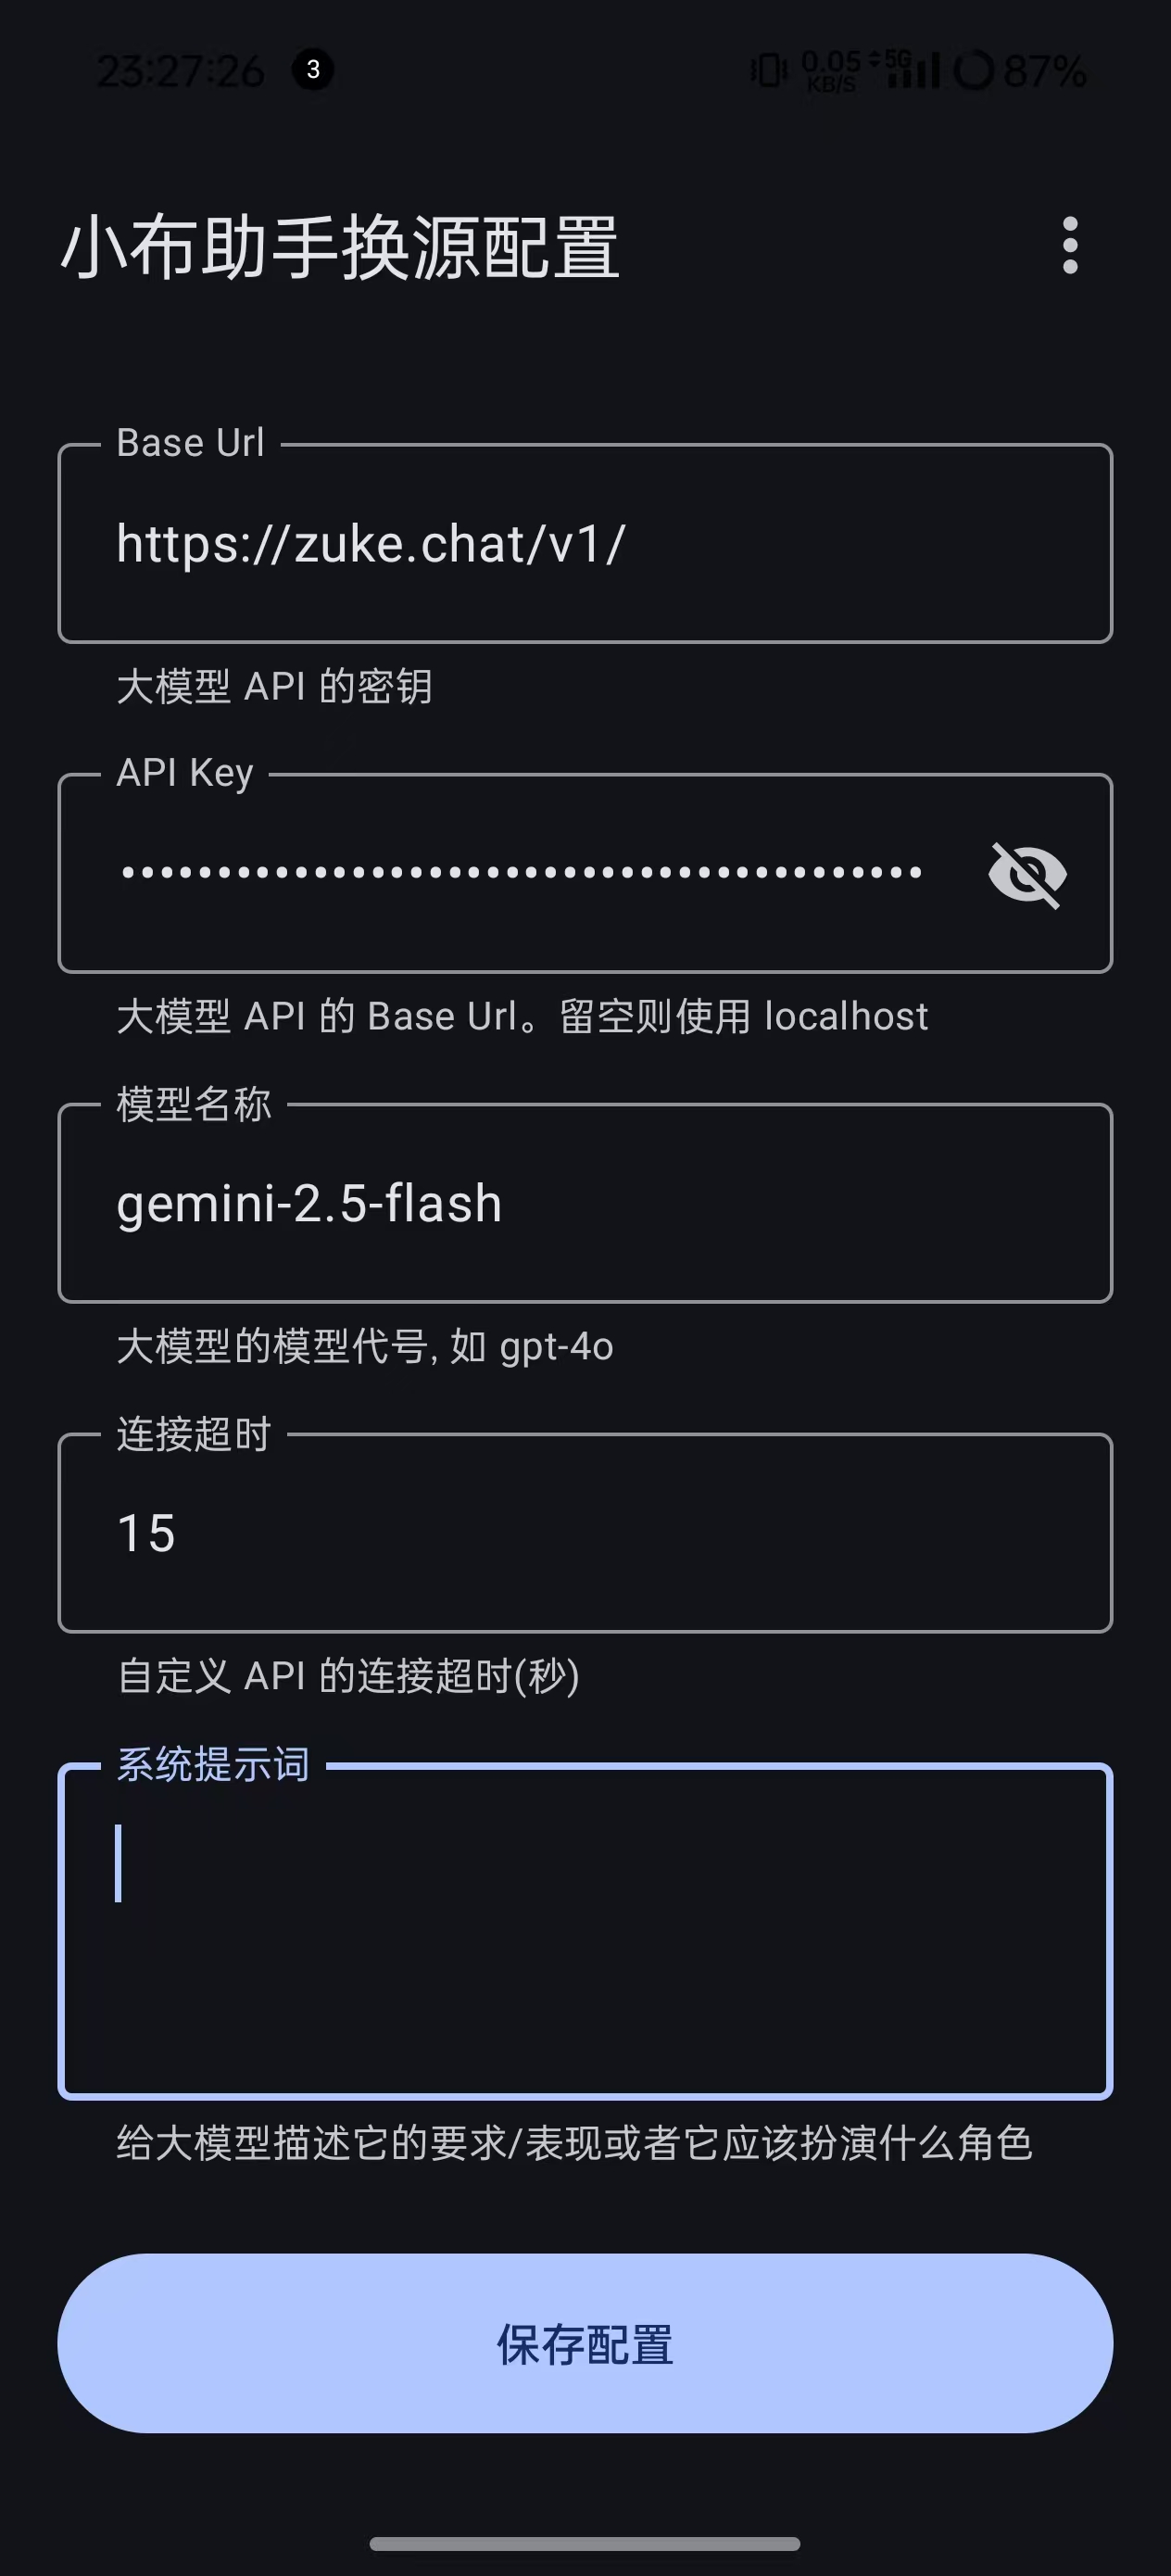 23:27:26 3 0.05 KB/S 5G 87%
小布助手换源配置
Base Url
https://zuke.chat/v1/
大模型 API 的密钥
API Key
••••••••••••••••••••••••••••••••••••••••••
大模型 API 的 Base Url。留空则使用 localhost
模型名称
gemini-2.5-flash
大模型的模型代号, 如 gpt-4o
连接超时
15
自定义 API 的连接超时(秒)
系统提示词
给大模型描述它的要求/表现或者它应该扮演什么角色
保存配置